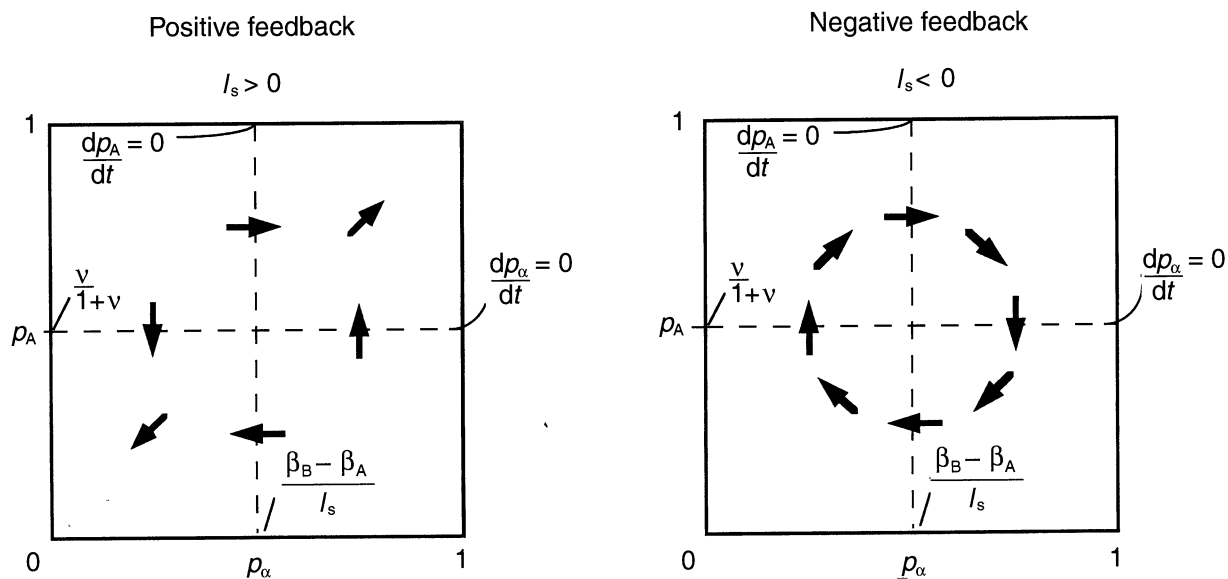 Positive feedback
I_s > 0
1
dp_A/dt = 0
ν/1+ν
p_A
dp_α/dt = 0
β_B – β_A/I_s
0
p_α
1
Negative feedback
I_s < 0
1
dp_A/dt = 0
ν/1+ν
p_A
dp_α/dt = 0
β_B – β_A/I_s
0
p_α
1